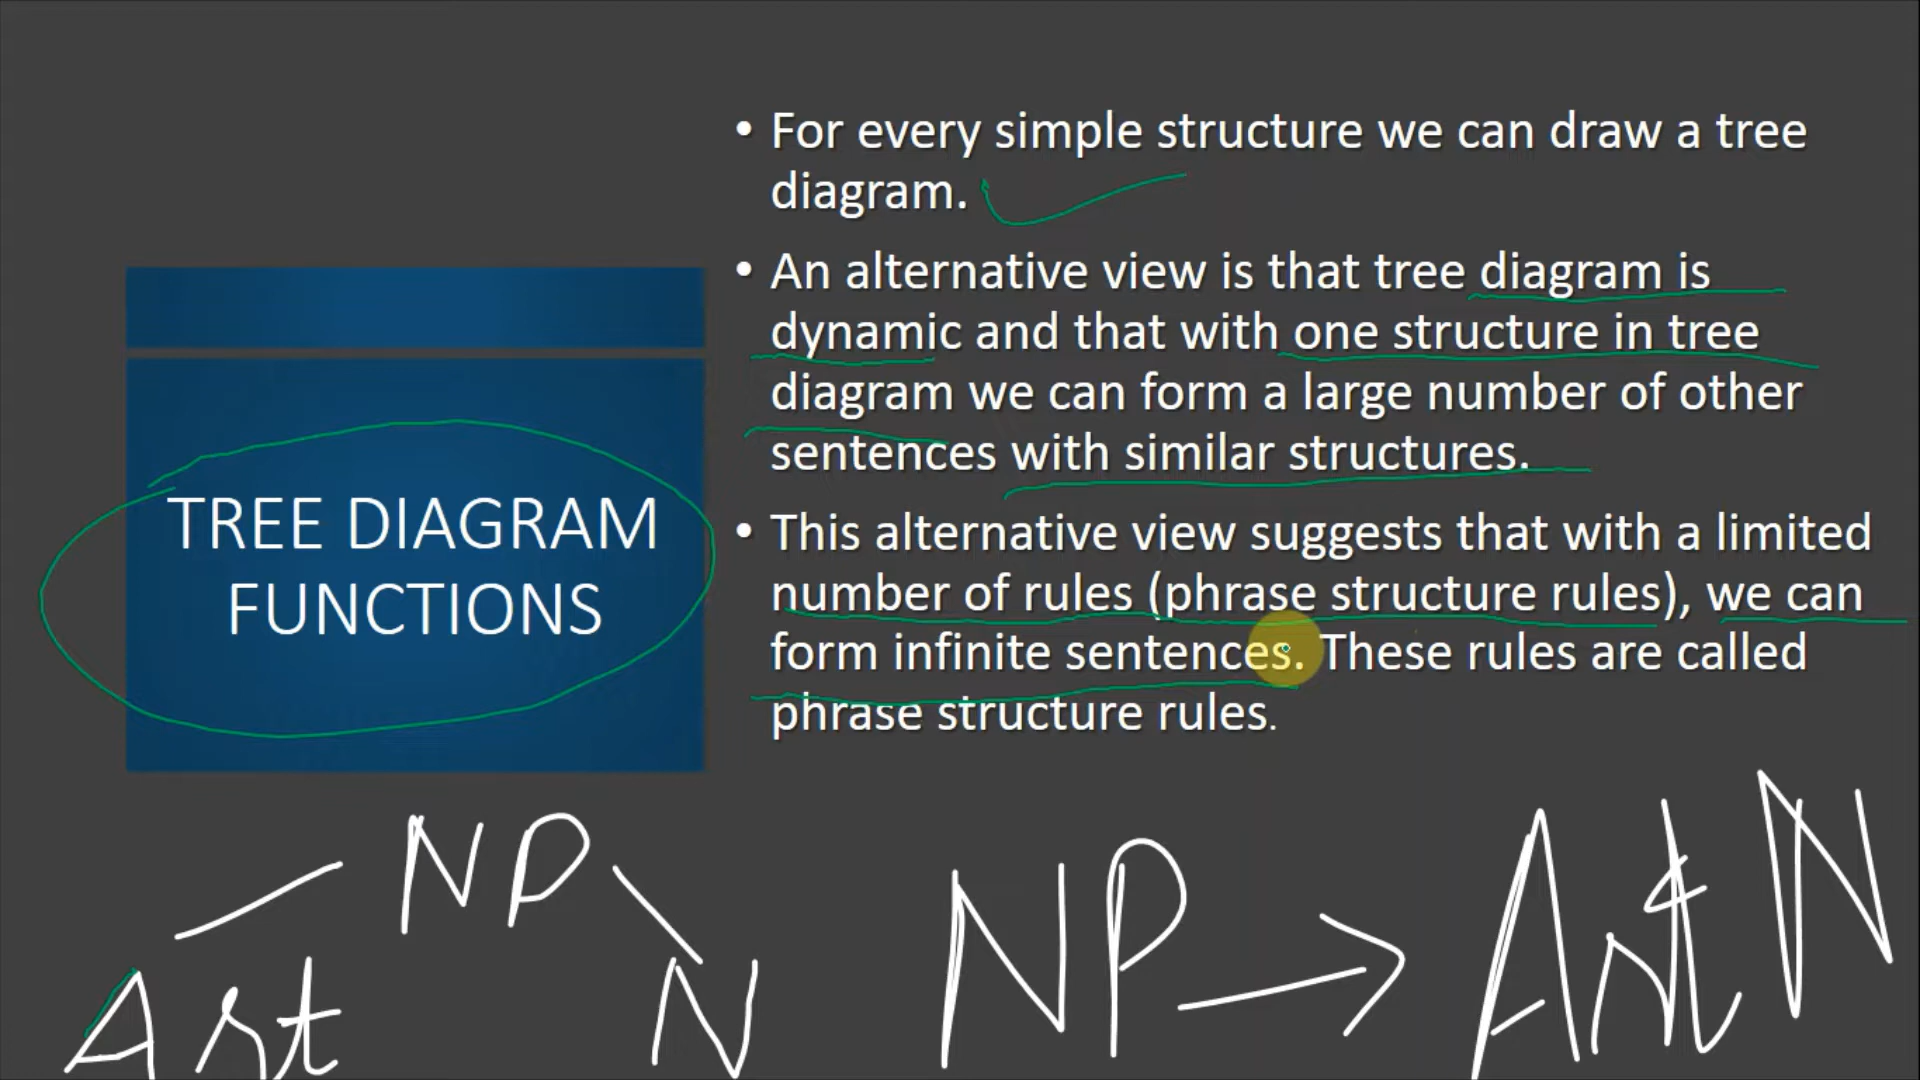 TREE DIAGRAM
FUNCTIONS
• For every simple structure we can draw a tree
diagram.
• An alternative view is that tree diagram is
dynamic and that with one structure in tree
diagram we can form a large number of other
sentences with similar structures.
• This alternative view suggests that with a limited
number of rules (phrase structure rules), we can
form infinite sentences. These rules are called
phrase structure rules.
NP
Art N
NP → Art N